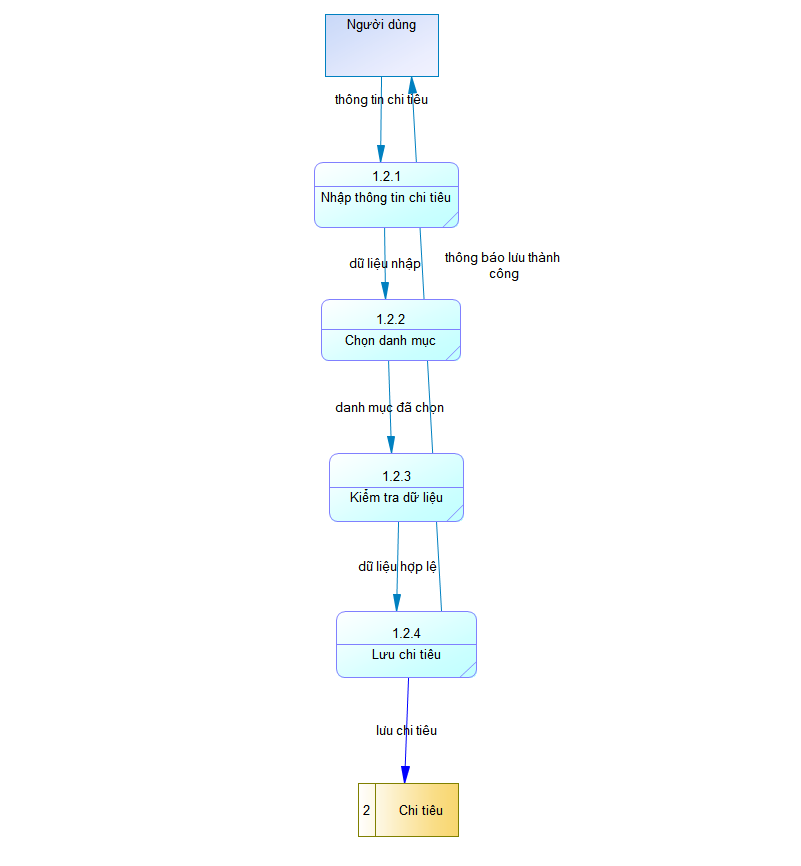 Người dùng
thông tin chi tiêu
1.2.1
Nhập thông tin chi tiêu
dữ liệu nhập
thông báo lưu thành
công
1.2.2
Chọn danh mục
danh mục đã chọn
1.2.3
Kiểm tra dữ liệu
dữ liệu hợp lệ
1.2.4
Lưu chi tiêu
lưu chi tiêu
2
Chi tiêu